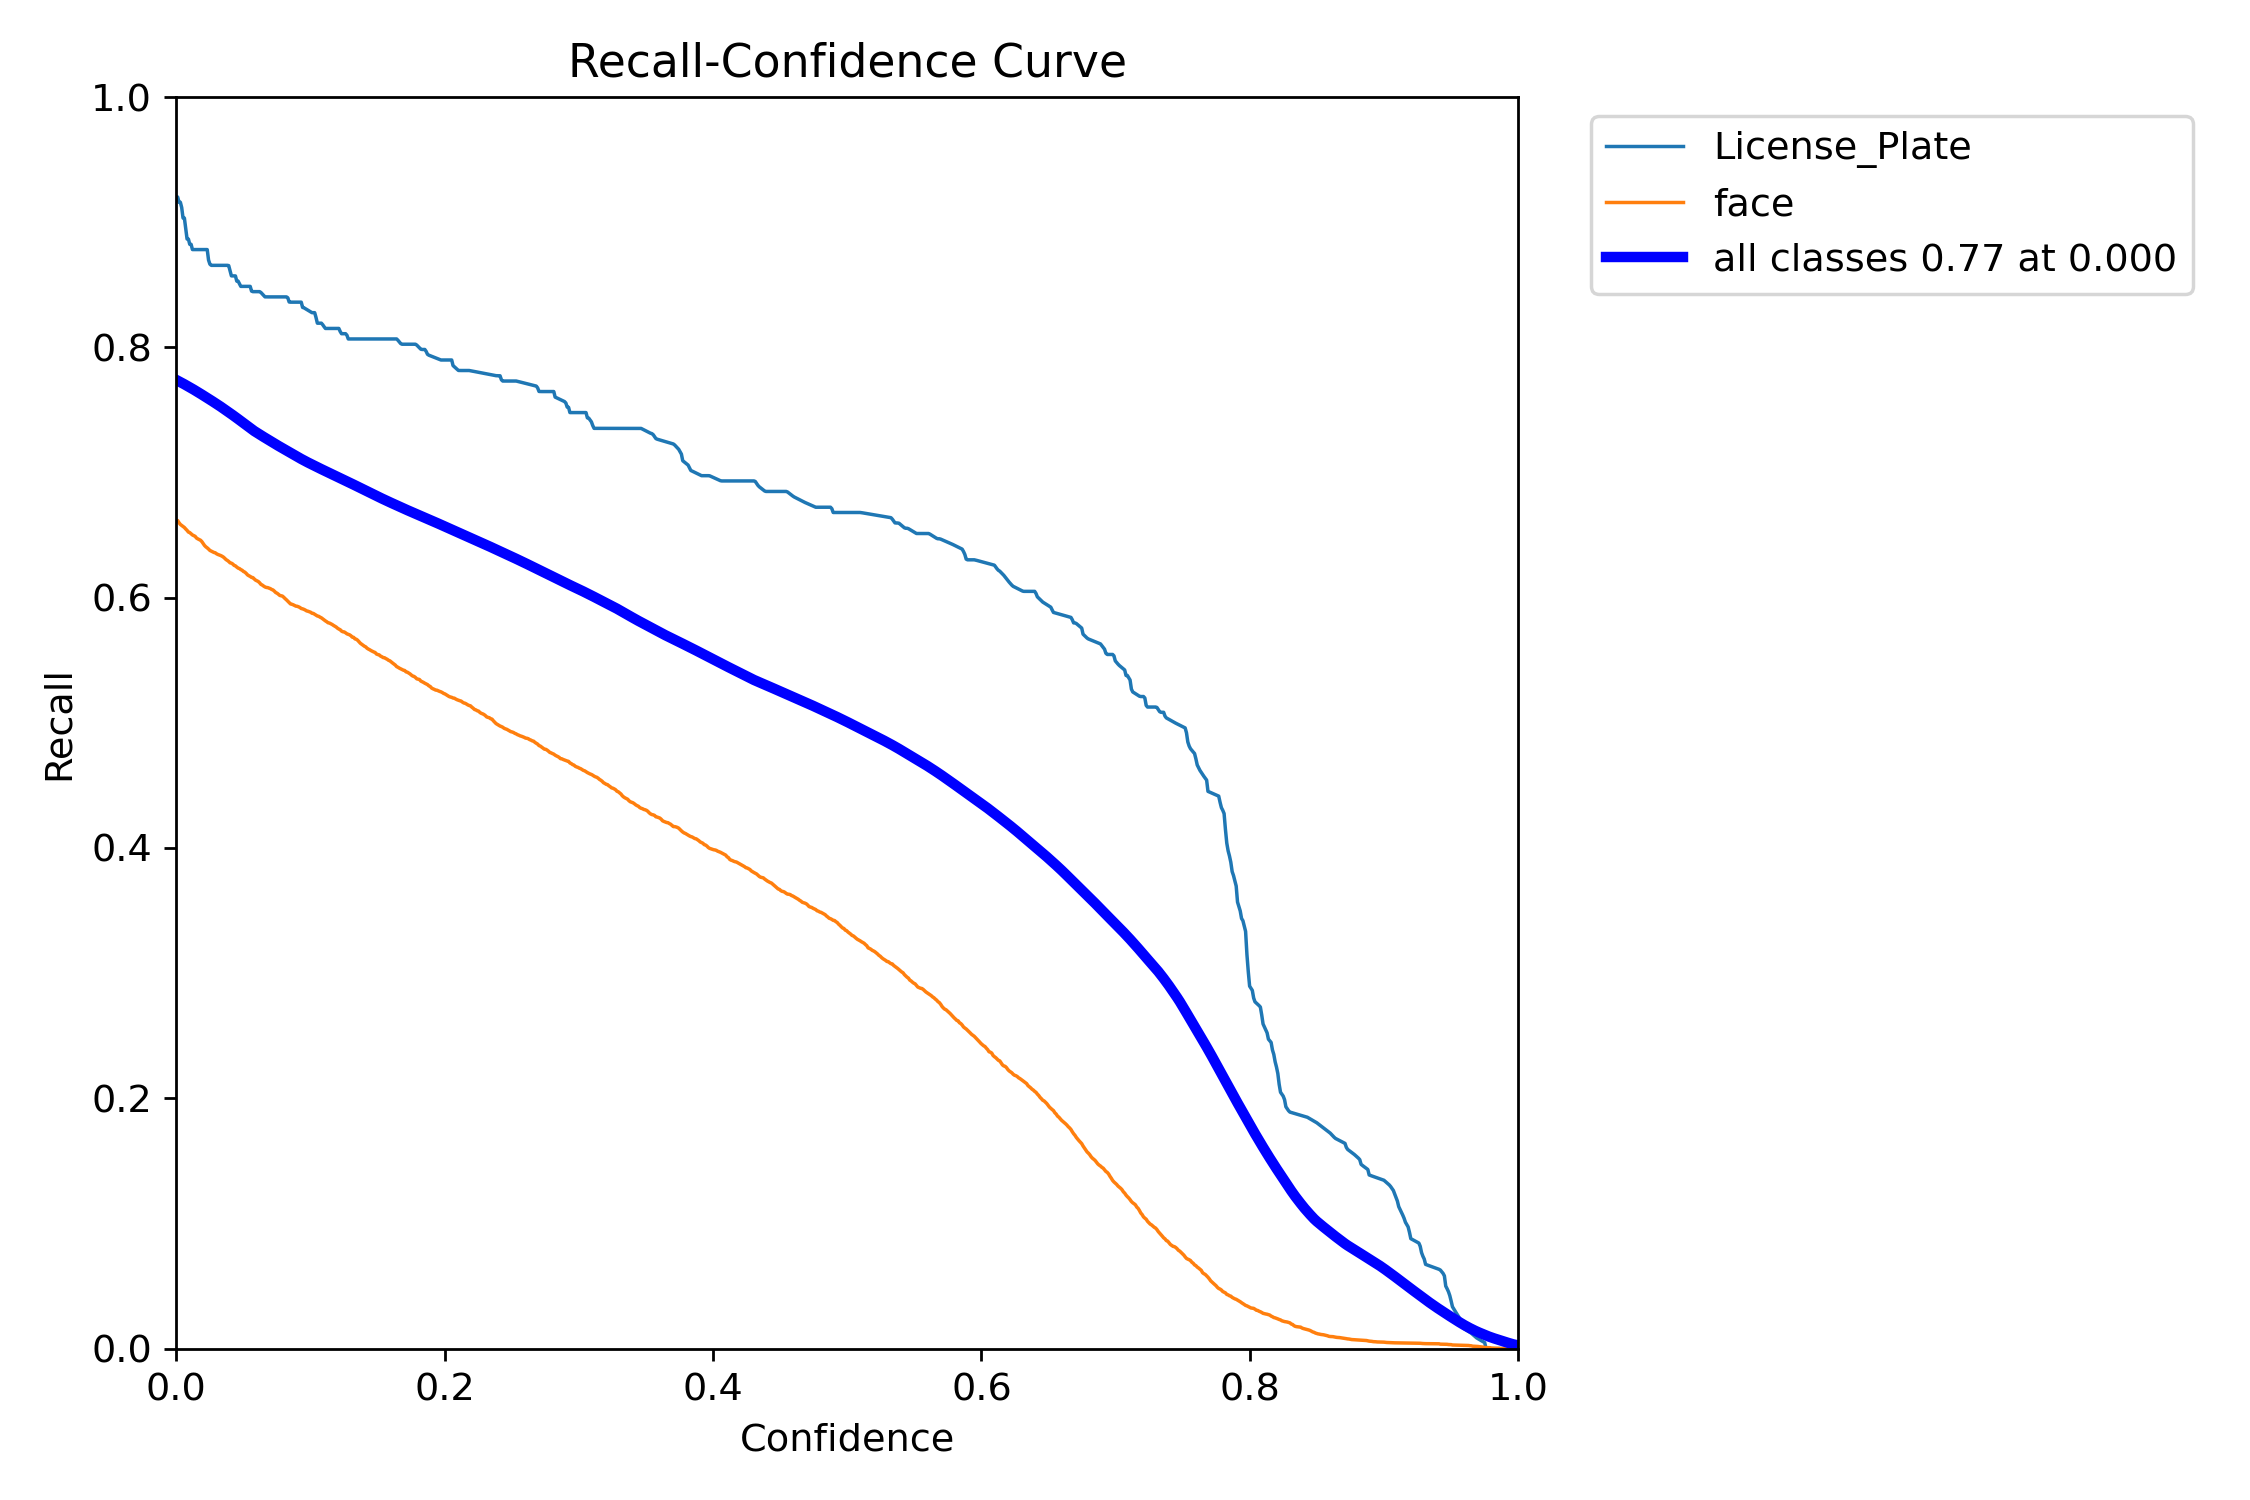 Recall-Confidence Curve
1.0
0.8
0.6
0.4
0.2
0.0
Recall
0.0 0.2 0.4 0.6 0.8 1.0
Confidence
License_Plate
face
all classes 0.77 at 0.000